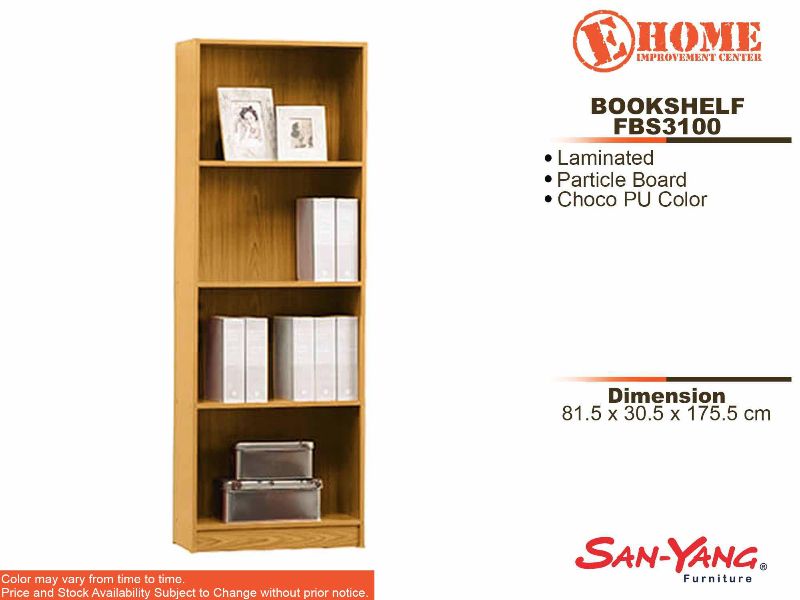 E HOME
IMPROVEMENT CENTER
BOOKSHELF
FBS3100
• Laminated
• Particle Board
• Choco PU Color
Dimension
81.5 x 30.5 x 175.5 cm
SAN-YANG®
Furniture
Color may vary from time to time.
Price and Stock Availability Subject to Change without prior notice.